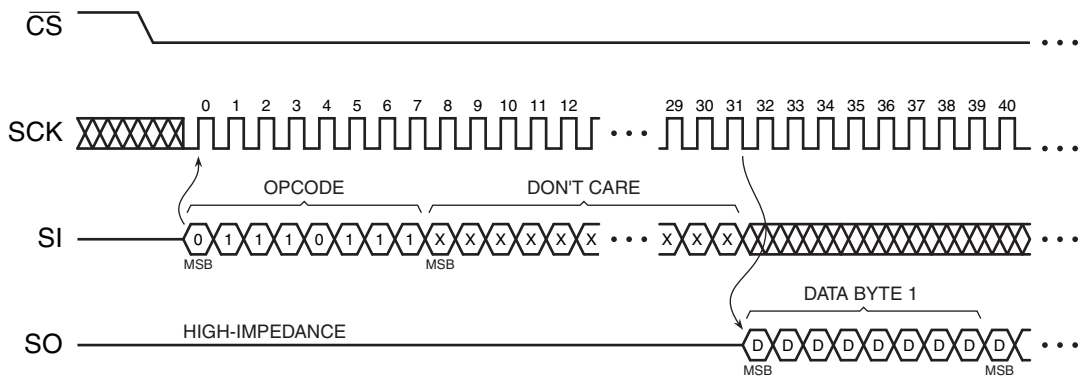 CS
0 1 2 3 4 5 6 7 8 9 10 11 12 29 30 31 32 33 34 35 36 37 38 39 40
SCK
OPCODE DON'T CARE
SI 0 1 1 1 0 1 1 1 X X X X X X X X X
MSB MSB
DATA BYTE 1
HIGH-IMPEDANCE
SO D D D D D D D D D
MSB MSB